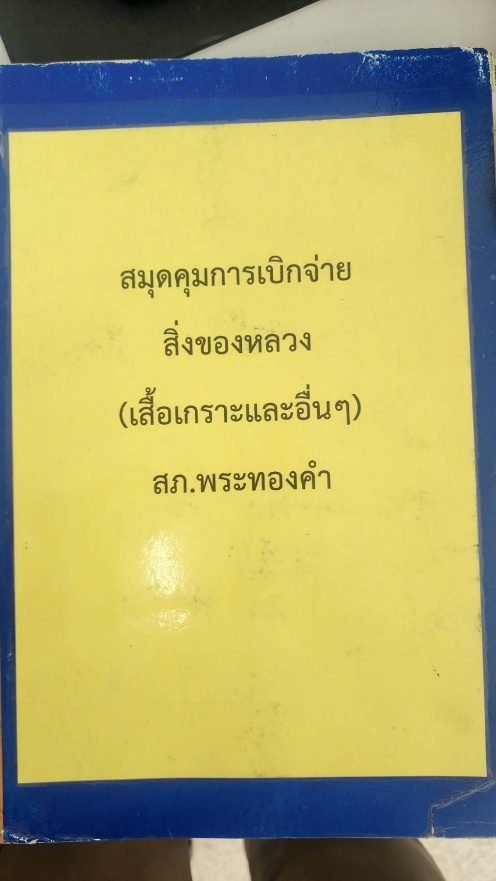 สมุดคุมการเบิกจ่าย
สิ่งของหลวง
(เสื้อเกราะและอื่นๆ)
สภ.พระทองคำ